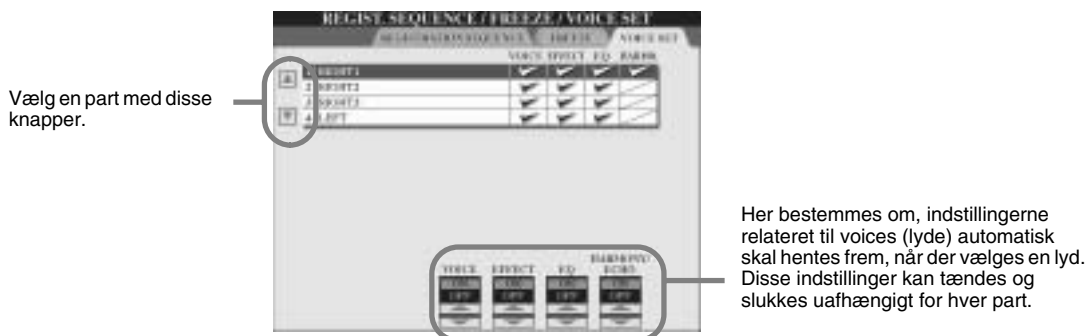 REGIST. SEQUENCE / FREEZE / VOICE SET
REGISTRATION SEQUENCE FREEZE VOICE SET
VOICE EFFECT EQ HARM.
1 RIGHT1
2 RIGHT2
3 RIGHT3
4 LEFT
Vælg en part med disse
knapper.
HARMONY/
VOICE EFFECT EQ ECHO
ON ON ON ON
OFF OFF OFF OFF
Her bestemmes om, indstillingerne
relateret til voices (lyde) automatisk
skal hentes frem, når der vælges en lyd.
Disse indstillinger kan tændes og
slukkes uafhængigt for hver part.